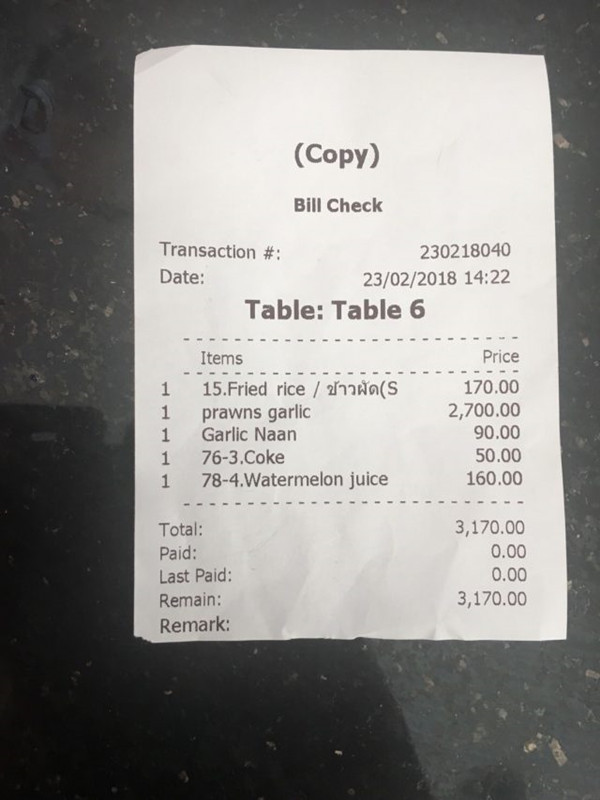 (Copy)
Bill Check
Transaction #: 230218040
Date: 23/02/2018 14:22
Table: Table 6
Items Price
1 15.Fried rice / ข้าวผัด(S 170.00
1 prawns garlic 2,700.00
1 Garlic Naan 90.00
1 76-3.Coke 50.00
1 78-4.Watermelon juice 160.00
Total: 3,170.00
Paid: 0.00
Last Paid: 0.00
Remain: 3,170.00
Remark: